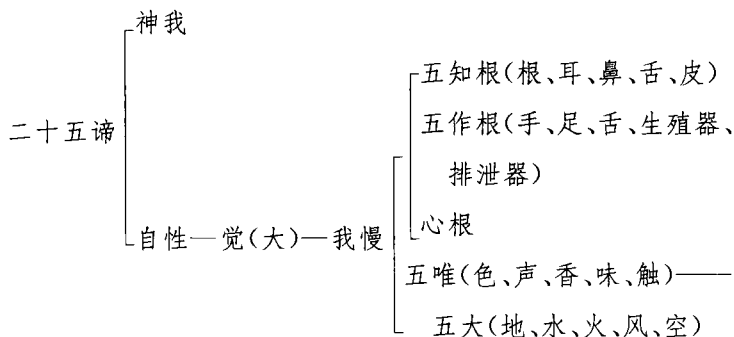 神我
五知根(根、耳、鼻、舌、皮)
二十五谛
五作根(手、足、舌、生殖器、
排泄器)
自性—觉(大)—我慢
心根
五唯(色、声、香、味、触)——
五大(地、水、火、风、空)